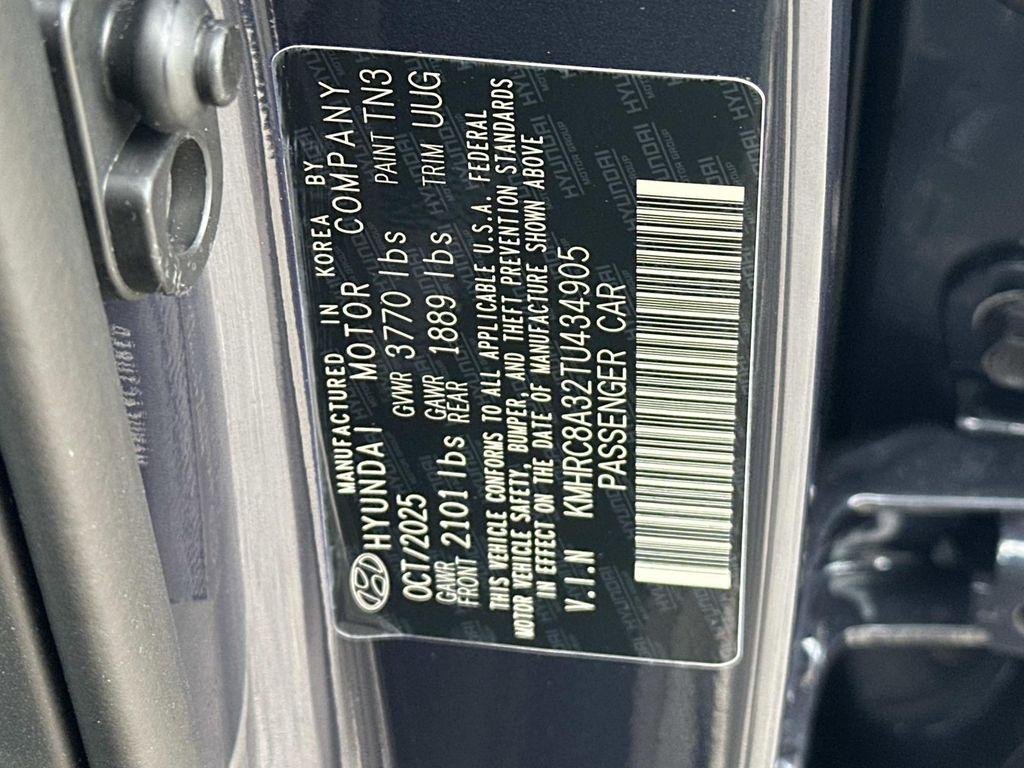 MANUFACTURED IN KOREA BY
HYUNDAI MOTOR COMPANY
OCT/2025 GVWR 3770 lbs PAINT TN3
GAWR FRONT 2101 lbs GAWR REAR 1889 lbs TRIM UUG
THIS VEHICLE CONFORMS TO ALL APPLICABLE U.S.A. FEDERAL
MOTOR VEHICLE SAFETY, BUMPER, AND THEFT PREVENTION STANDARDS
IN EFFECT ON THE DATE OF MANUFACTURE SHOWN ABOVE
V.I.N KMHRC8A32TU434905
PASSENGER CAR